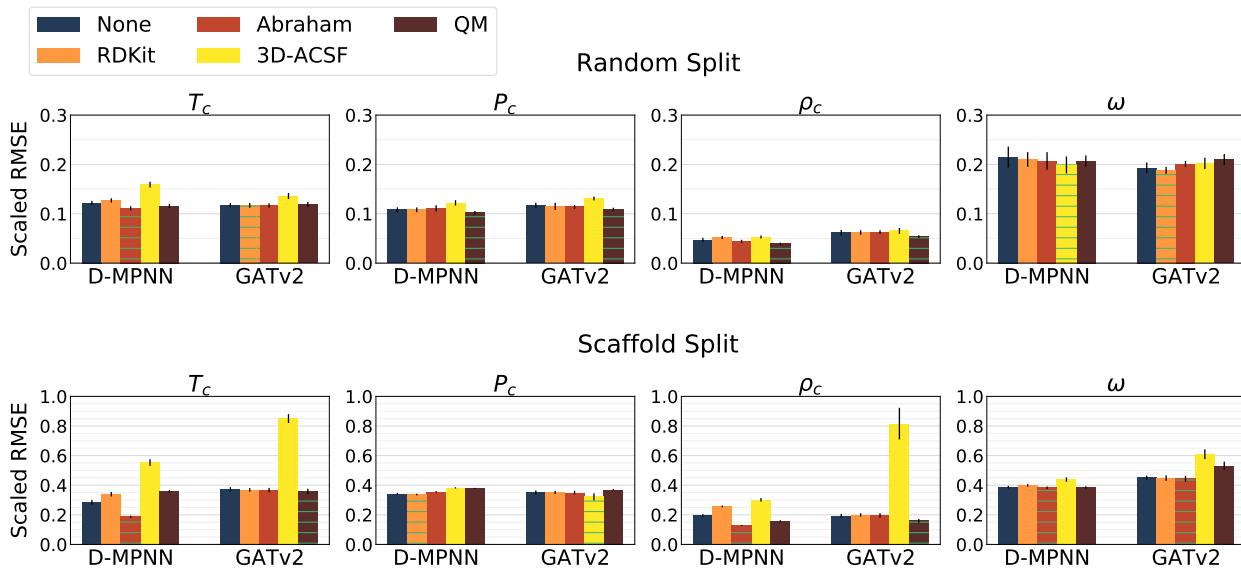 None Abraham QM
RDKit 3D-ACSF
Random Split
T_c P_c ρ_c ω
Scaled RMSE
0.3 0.3 0.3 0.3
0.2 0.2 0.2 0.2
0.1 0.1 0.1 0.1
0.0 0.0 0.0 0.0
D-MPNN GATv2 D-MPNN GATv2 D-MPNN GATv2 D-MPNN GATv2
Scaffold Split
T_c P_c ρ_c ω
Scaled RMSE
1.0 1.0 1.0 1.0
0.8 0.8 0.8 0.8
0.6 0.6 0.6 0.6
0.4 0.4 0.4 0.4
0.2 0.2 0.2 0.2
0.0 0.0 0.0 0.0
D-MPNN GATv2 D-MPNN GATv2 D-MPNN GATv2 D-MPNN GATv2